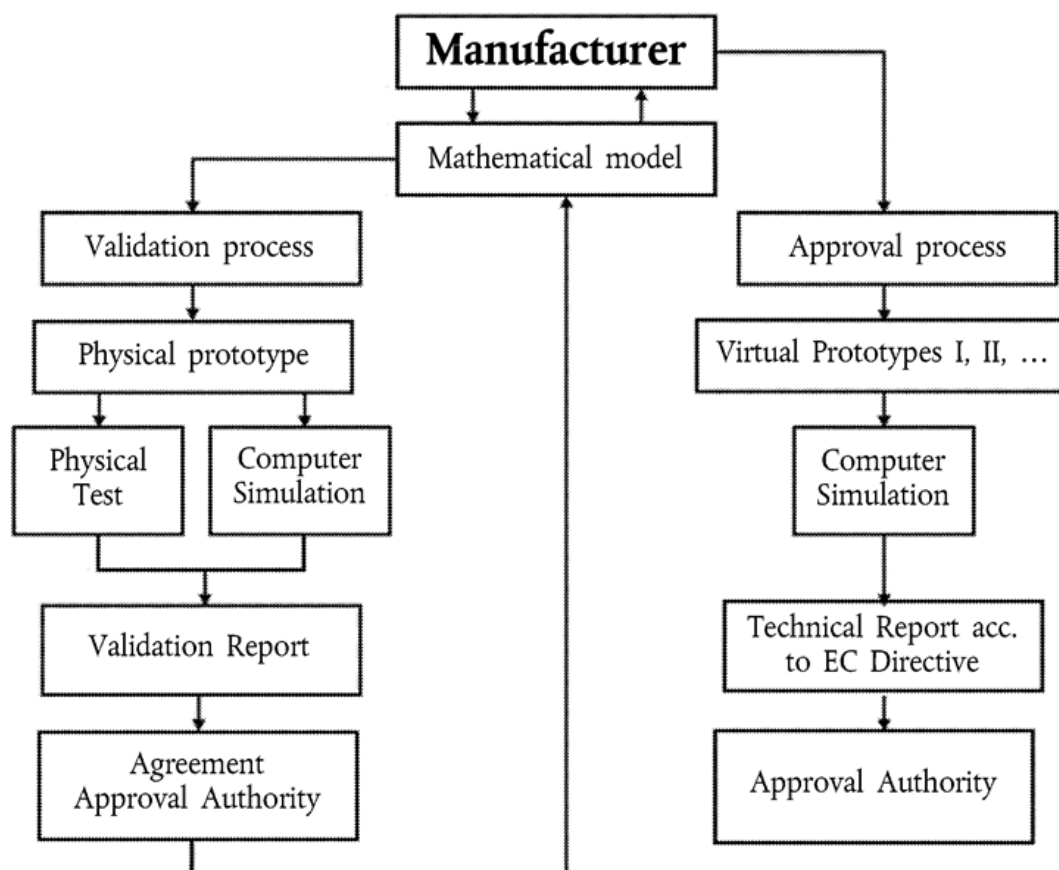 Manufacturer
Mathematical model
Validation process
Approval process
Physical prototype
Virtual Prototypes I, II, ...
Physical
Test
Computer
Simulation
Computer
Simulation
Validation Report
Technical Report acc.
to EC Directive
Agreement
Approval Authority
Approval Authority